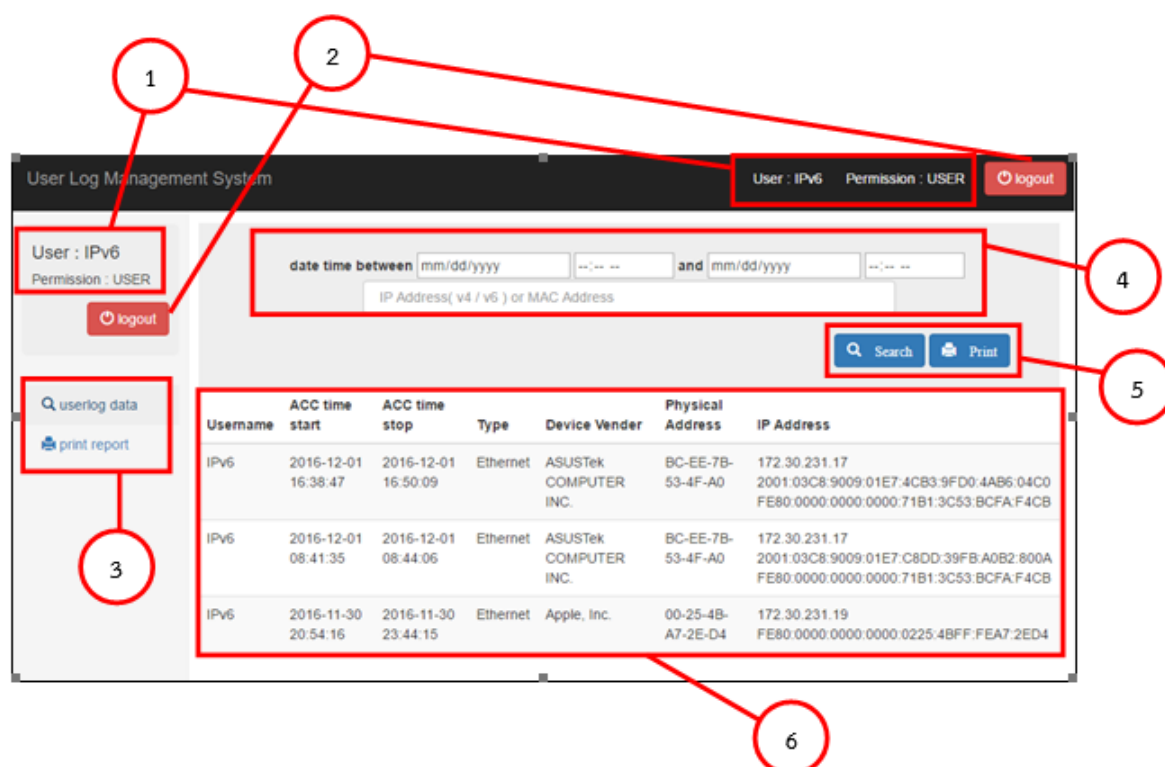 1
2
User Log Management System
User : IPv6 Permission : USER logout
User : IPv6
Permission : USER
logout
date time between mm/dd/yyyy --:-- -- and mm/dd/yyyy --:-- --
IP Address( v4 / v6 ) or MAC Address
4
Search Print
5
userlog data
print report
3
Username ACC time start ACC time stop Type Device Vender Physical Address IP Address
IPv6 2016-12-01 16:38:47 2016-12-01 16:50:09 Ethernet ASUSTek COMPUTER INC. BC-EE-7B-53-4F-A0 172.30.231.17
2001:03C8:9009:01E7:4CB3:9FD0:4AB6:04C0
FE80:0000:0000:0000:71B1:3C53:BCFA:F4CB
IPv6 2016-12-01 08:41:35 2016-12-01 08:44:06 Ethernet ASUSTek COMPUTER INC. BC-EE-7B-53-4F-A0 172.30.231.17
2001:03C8:9009:01E7:C8DD:39FB:A0B2:800A
FE80:0000:0000:0000:71B1:3C53:BCFA:F4CB
IPv6 2016-11-30 20:54:16 2016-11-30 23:44:15 Ethernet Apple, Inc. 00-25-4B-A7-2E-D4 172.30.231.19
FE80:0000:0000:0000:0225:4BFF:FEA7:2ED4
6